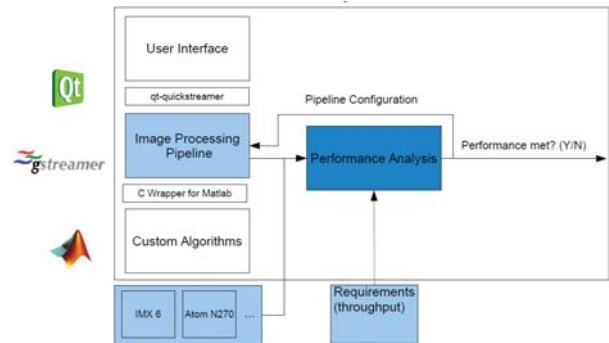 User Interface
Qt
qt-quickstreamer
Pipeline Configuration
Image Processing
Pipeline
Performance Analysis
Performance met? (Y/N)
gstreamer
C Wrapper for Matlab
Custom Algorithms
IMX 6
Atom N270
...
Requirements
(throughput)